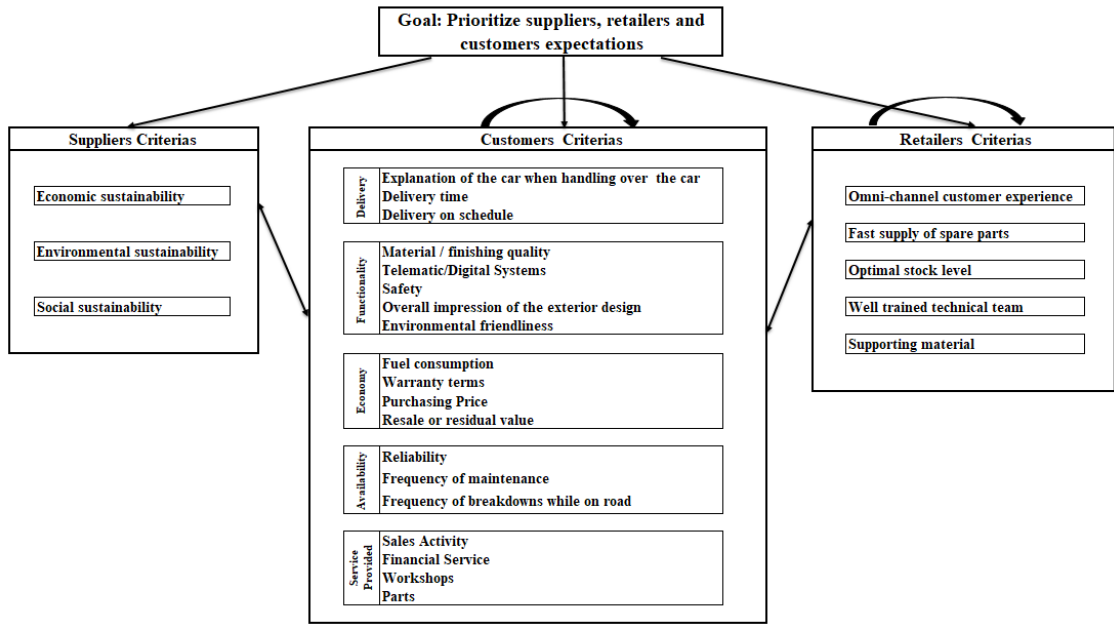 Goal: Prioritize suppliers, retailers and
customers expectations
Suppliers Criterias
Economic sustainability
Environmental sustainability
Social sustainability
Customers Criterias
Delivery
Explanation of the car when handling over the car
Delivery time
Delivery on schedule
Functionality
Material / finishing quality
Telematic/Digital Systems
Safety
Overall impression of the exterior design
Environmental friendliness
Economy
Fuel consumption
Warranty terms
Purchasing Price
Resale or residual value
Availability
Reliability
Frequency of maintenance
Frequency of breakdowns while on road
Service
Provided
Sales Activity
Financial Service
Workshops
Parts
Retailers Criterias
Omni-channel customer experience
Fast supply of spare parts
Optimal stock level
Well trained technical team
Supporting material